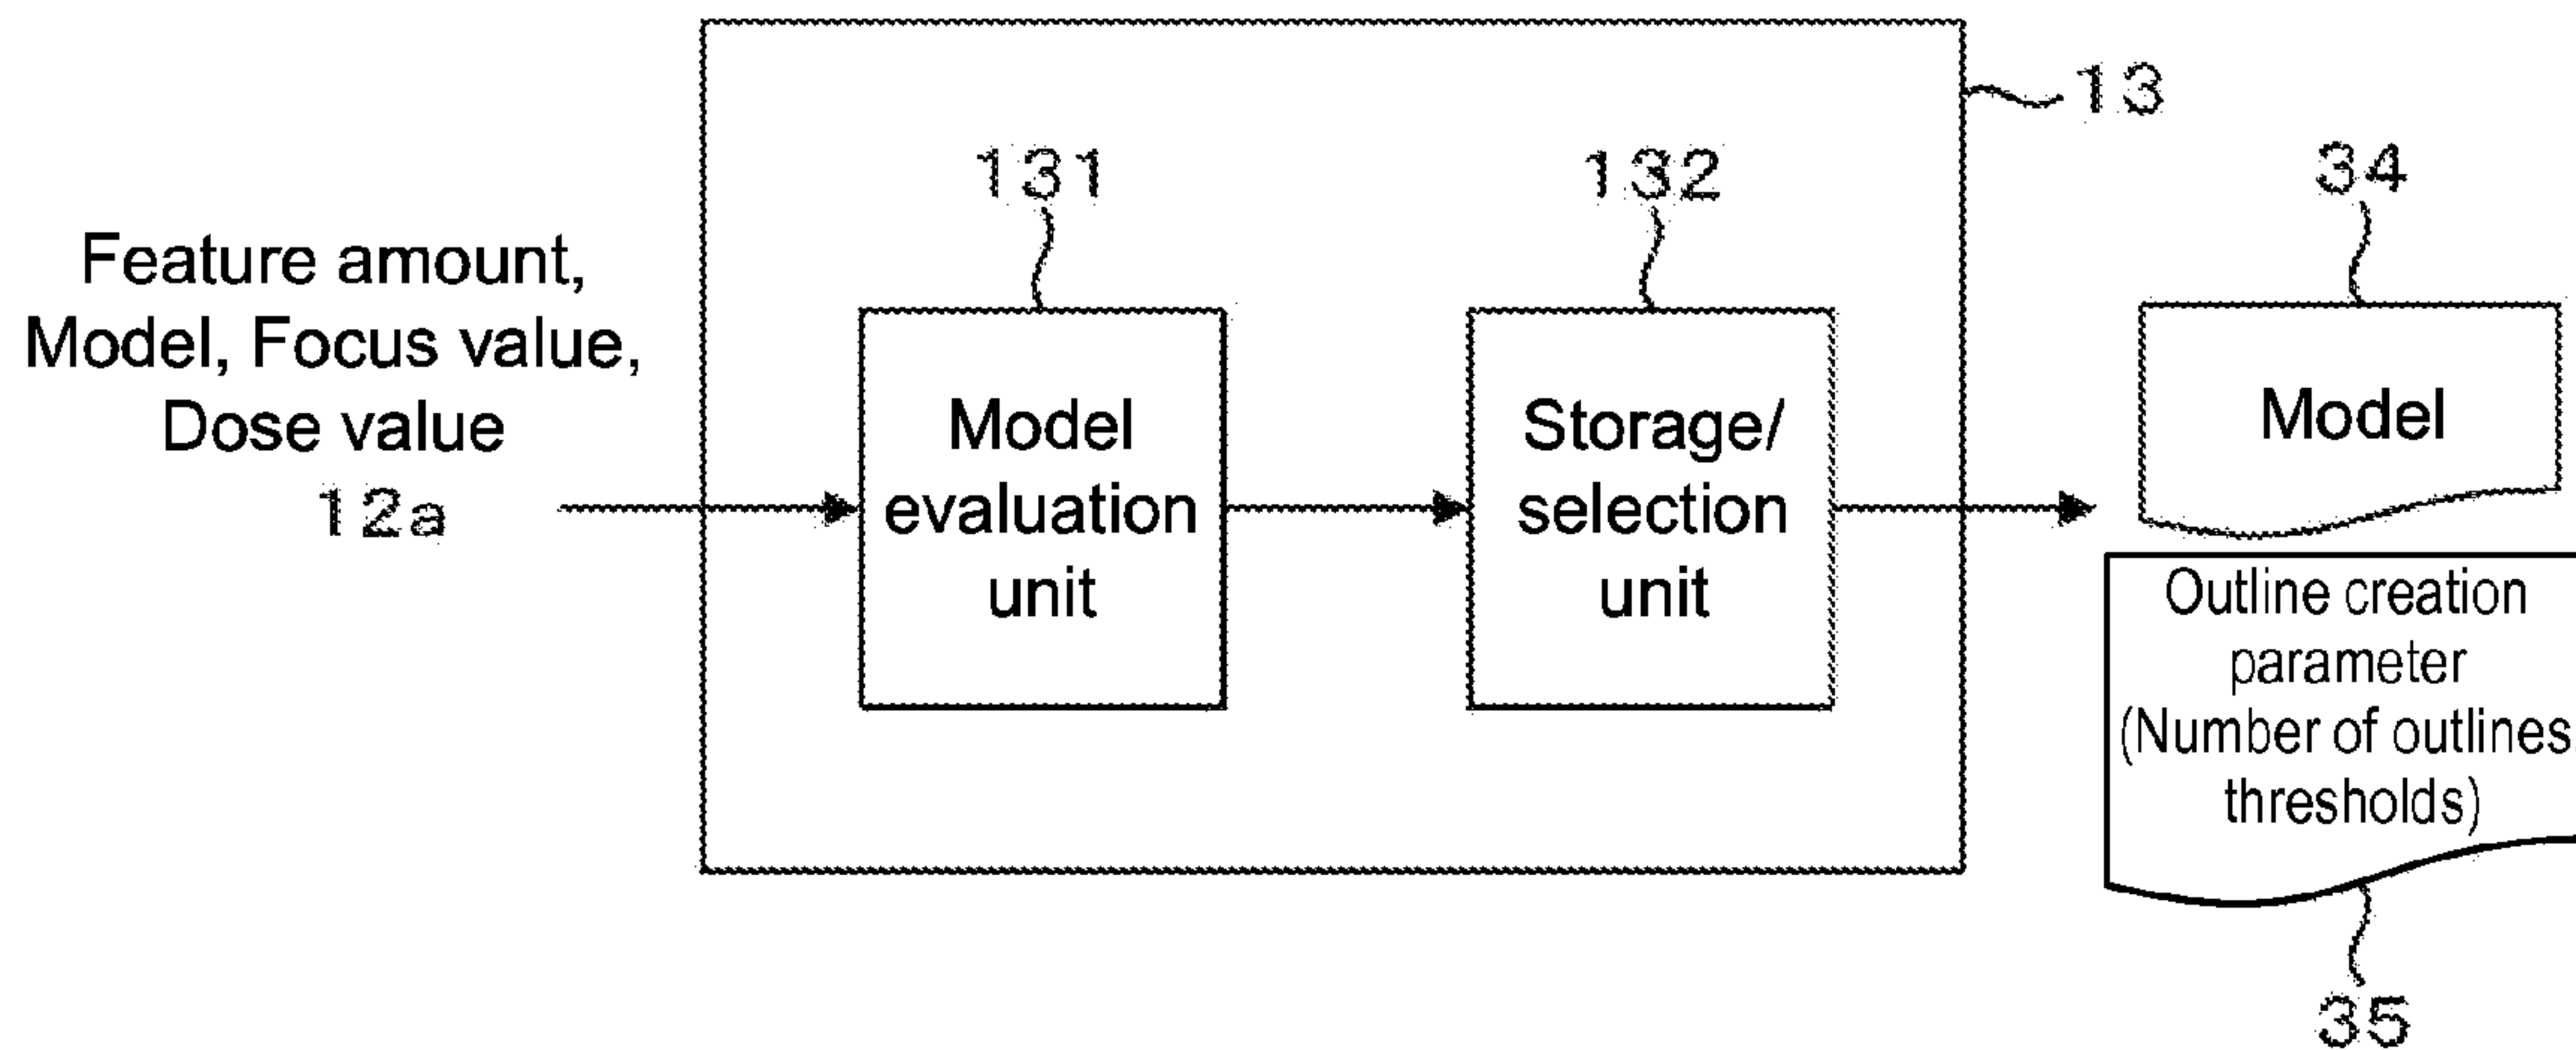 13
131
132
34
Feature amount,
Model, Focus value,
Dose value
12a
Model
evaluation
unit
Storage/
selection
unit
Model
Outline creation
parameter
(Number of outlines,
thresholds)
35